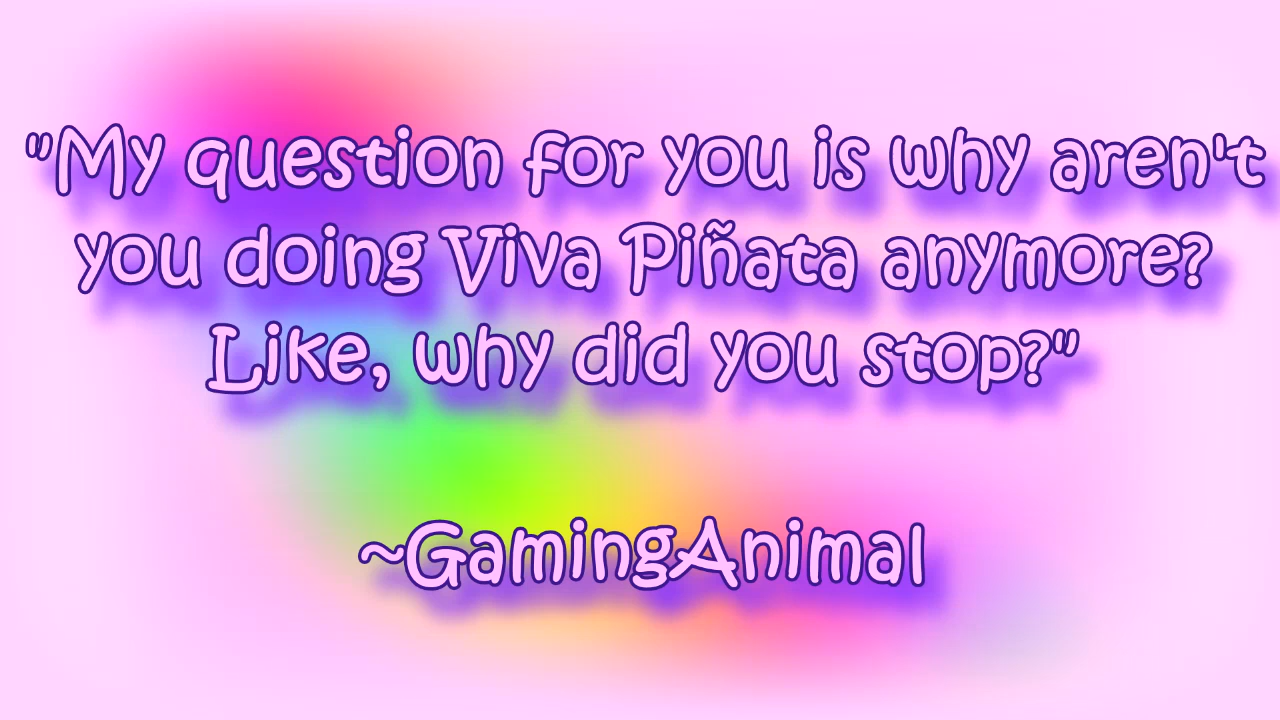 "My question for you is why aren't
you doing Viva Piñata anymore?
Like, why did you stop?"
~GamingAnimal